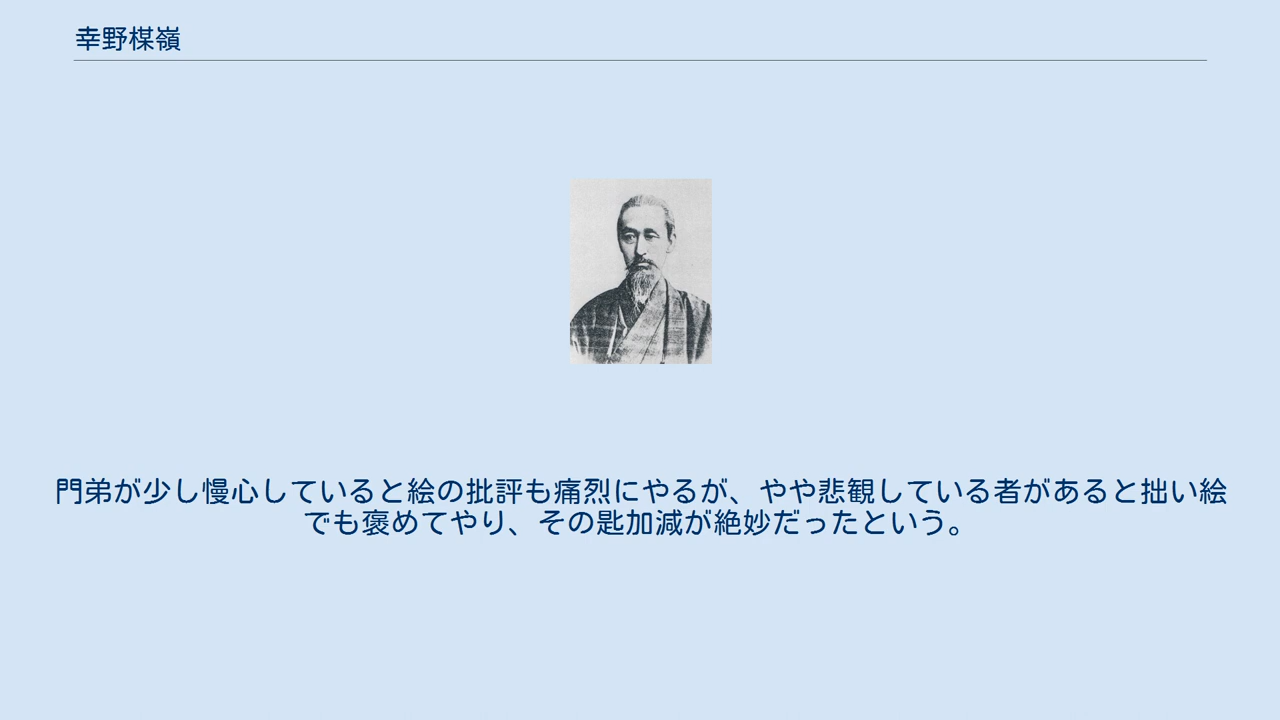 幸野楳嶺
門弟が少し慢心していると絵の批評も痛烈にやるが、やや悲観している者があると拙い絵
でも褒めてやり、その匙加減が絶妙だったという。